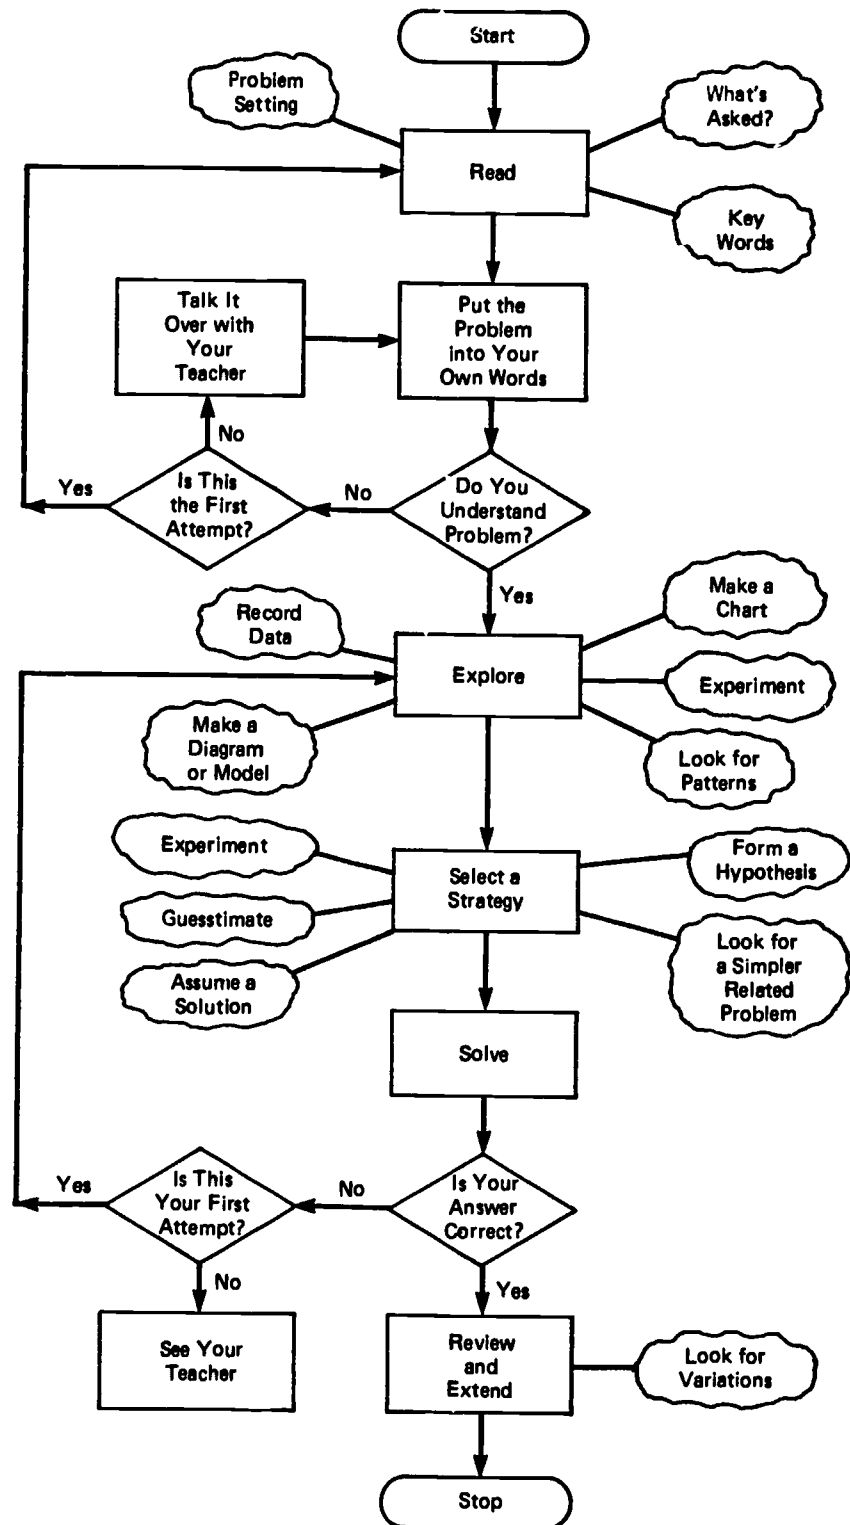 Start
Problem
Setting
What's
Asked?
Read
Key
Words
Talk It
Over with
Your
Teacher
Put the
Problem
into Your
Own Words
No
Yes
Is This
the First
Attempt?
No
Do You
Understand
Problem?
Yes
Record
Data
Make a
Chart
Explore
Experiment
Make a
Diagram
or Model
Look for
Patterns
Experiment
Select a
Strategy
Form a
Hypothesis
Guesstimate
Assume a
Solution
Look for
a Simpler
Related
Problem
Solve
Yes
Is This
Your First
Attempt?
No
Is Your
Answer
Correct?
No
Yes
See Your
Teacher
Review
and
Extend
Look for
Variations
Stop